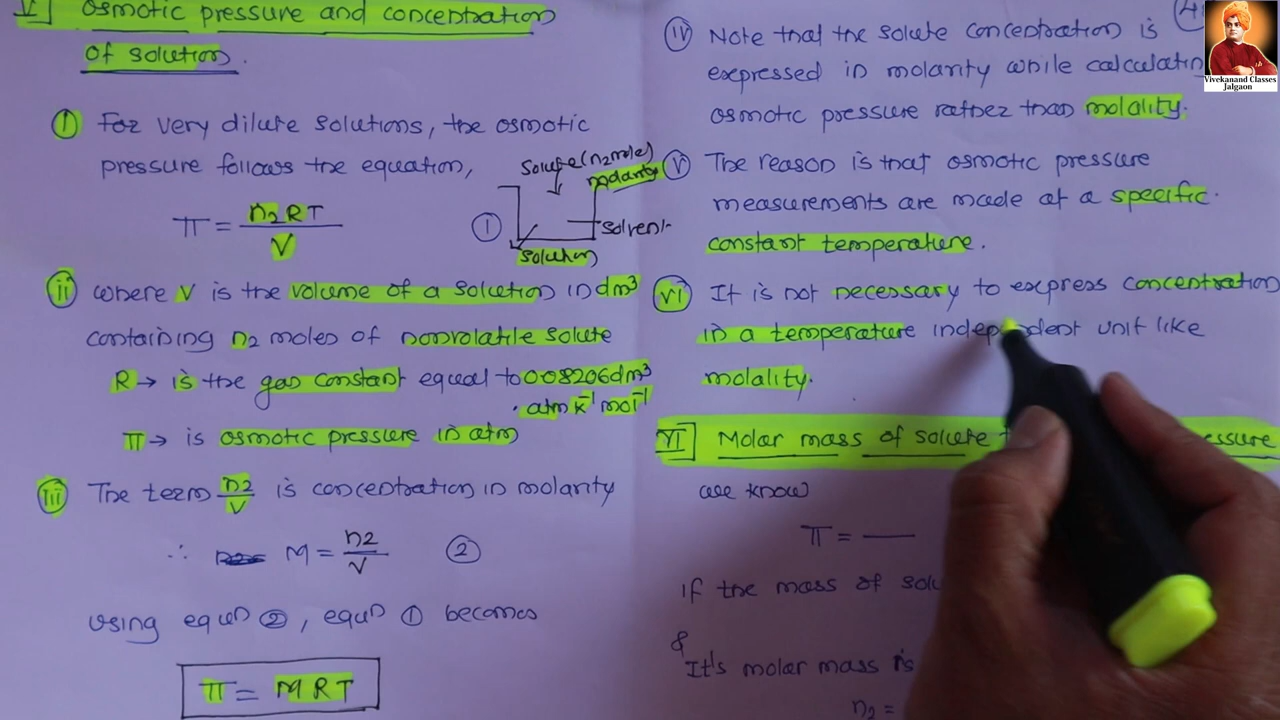 V] Osmotic pressure and concentration
of solution.
i) For very dilute solutions, the osmotic
pressure follows the equation,
π = n2RT / V
Solute (n2 mole)
molarity
①
solvent
solution
ii) where V is the volume of a solution in dm³
containing n2 moles of nonvolatile solute
R → is the gas constant equal to 0.08206 dm³
· atm K⁻¹ mol⁻¹
π → is osmotic pressure in atm
iii) The term n2/V is concentration in molarity
∴ M = n2/V ②
using equn ②, equn ① becomes
π = MRT
iv) Note that the solute concentration is
expressed in molarity while calculatin
osmotic pressure rather than molality.
v) The reason is that osmotic pressure
measurements are made at a specific
constant temperature.
vi) It is not necessary to express concentration
in a temperature independent unit like
molality.
VI] Molar mass of solute essure
we know
π = —
if the mass of solu
&
It's molar mass is
n2 =
Vivekanand Classes
Jalgaon